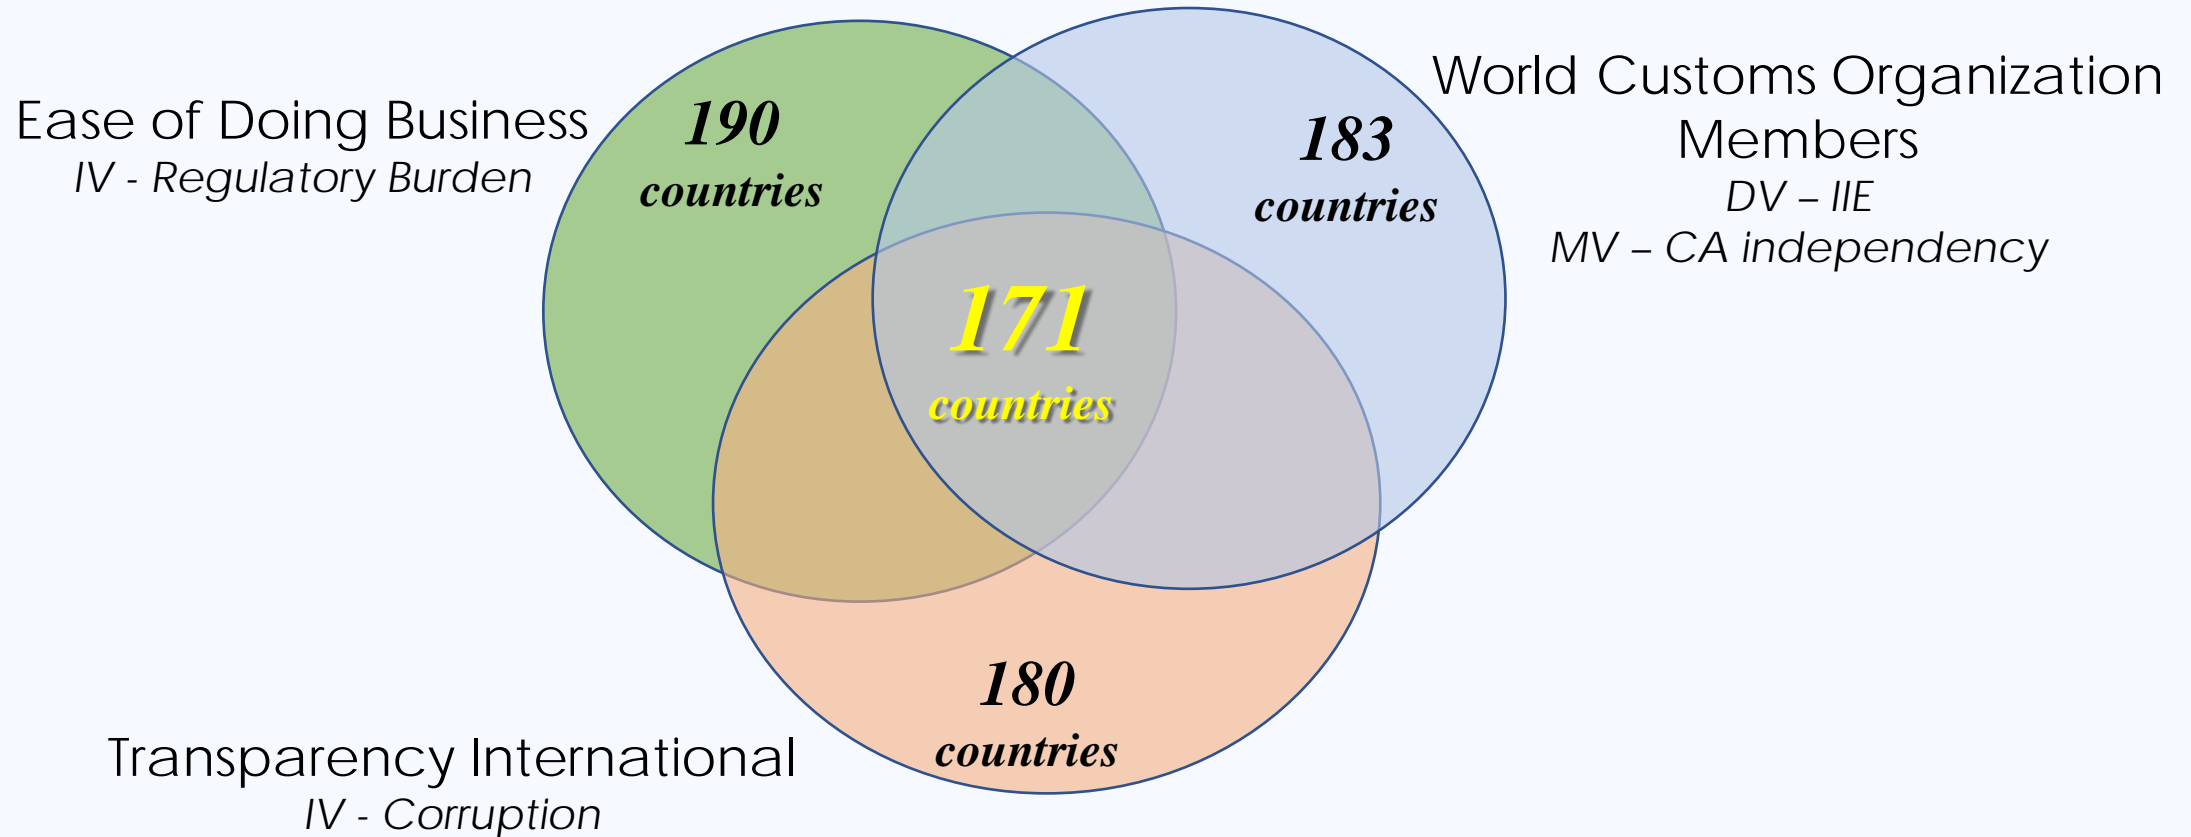 Ease of Doing Business
IV - Regulatory Burden
190
countries
183
countries
World Customs Organization
Members
DV – IIE
MV – CA independency
171
countries
180
countries
Transparency International
IV - Corruption